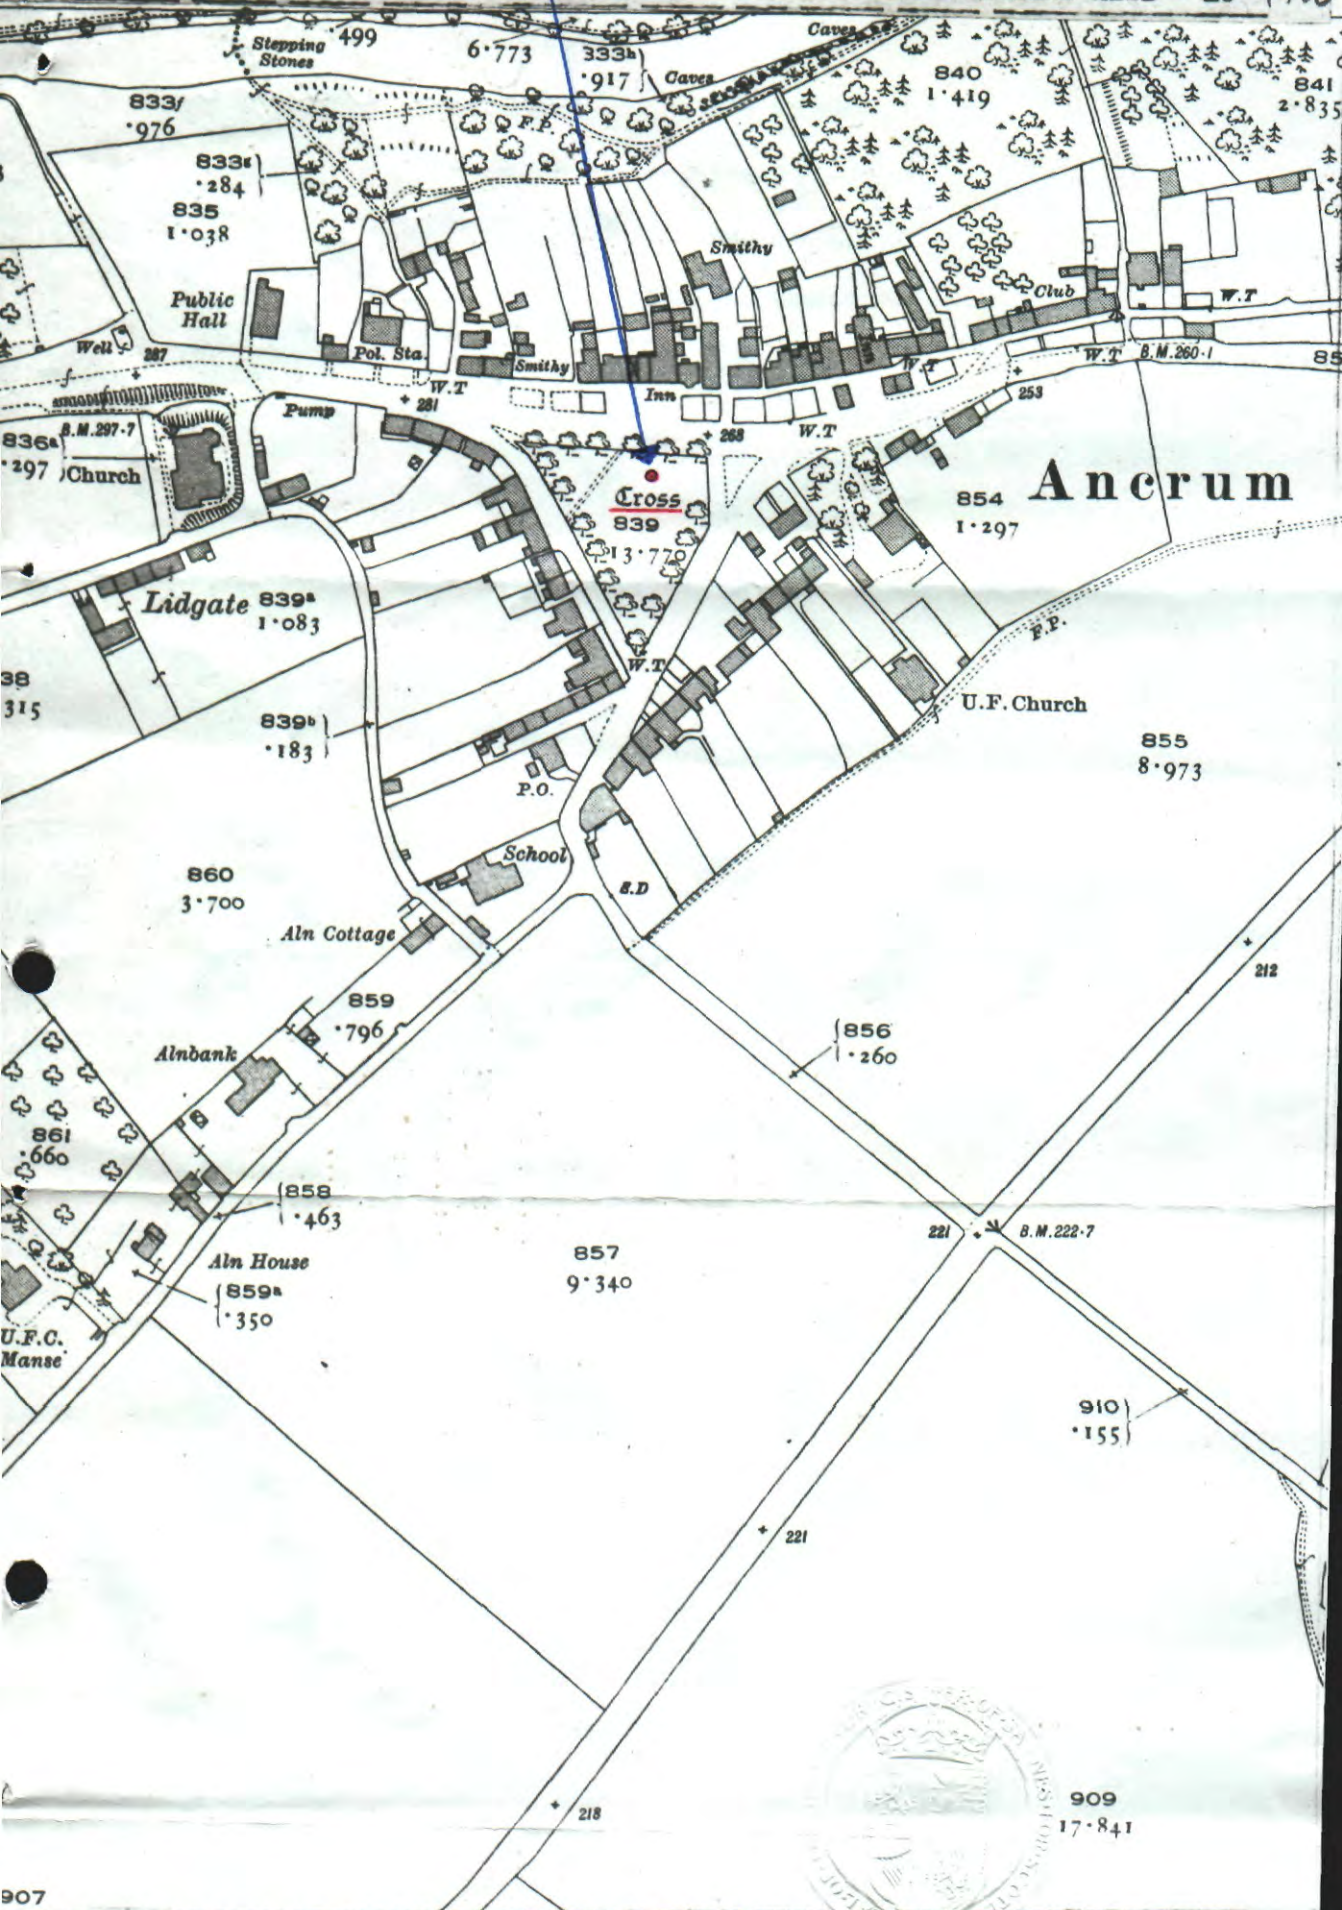 Stepping
Stones
.499
6.773
833h
.917
Caves
Caves
840
1.419
841
833f
.976
F.P.
833g
.284
835
1.038
Smithy
Public
Hall
Club
W.T
Well
287
Pol. Sta.
Smithy
W.T
W.T
B.M.260.1
W.T
Inn
253
Pump
281
268
W.T
B.M.297.7
836a
.297
Church
Ancrum
Cross
839
13.770
854
1.297
Lidgate
839a
1.083
F.P.
W.T
38
315
839b
.183
U.F. Church
855
8.973
P.O.
School
860
3.700
S.D
Aln Cottage
212
859
.796
856
.260
Alnbank
861
.660
858
.463
221
B.M.222.7
Aln House
857
9.340
859a
.350
U.F.C.
Manse
910
.155
221
218
909
17.841
907